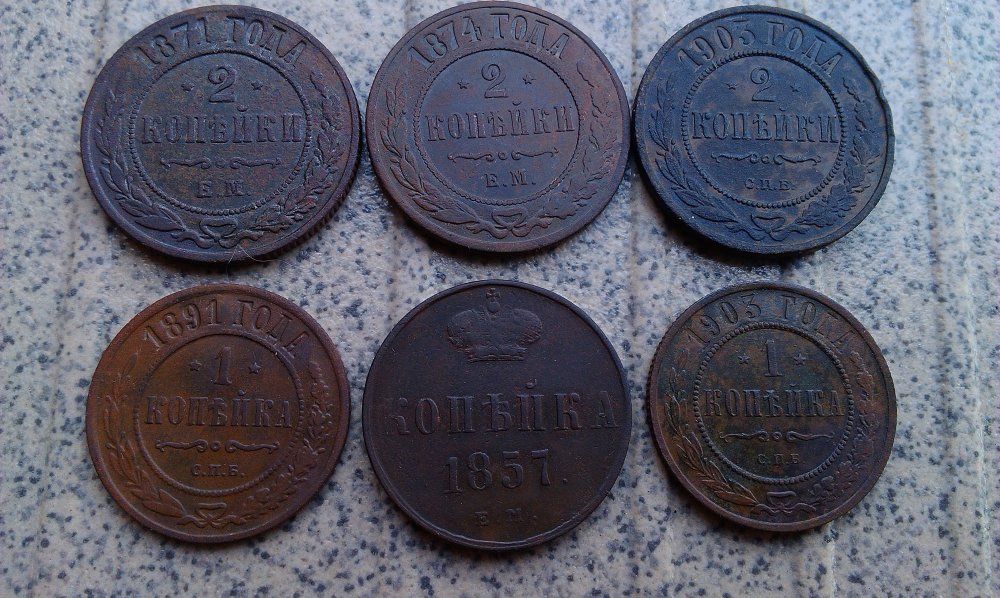 1871 ГОДА
2
КОПѢЙКИ
Е.М.
1874 ГОДА
2
КОПѢЙКИ
Е.М.
1903 ГОДА
2
КОПѢЙКИ
С.П.Б.
1891 ГОДА
1
КОПѢЙКА
С.П.Б.
КОПѢЙКА
1857.
Е.М.
1903 ГОДА
1
КОПѢЙКА
С.П.Б.